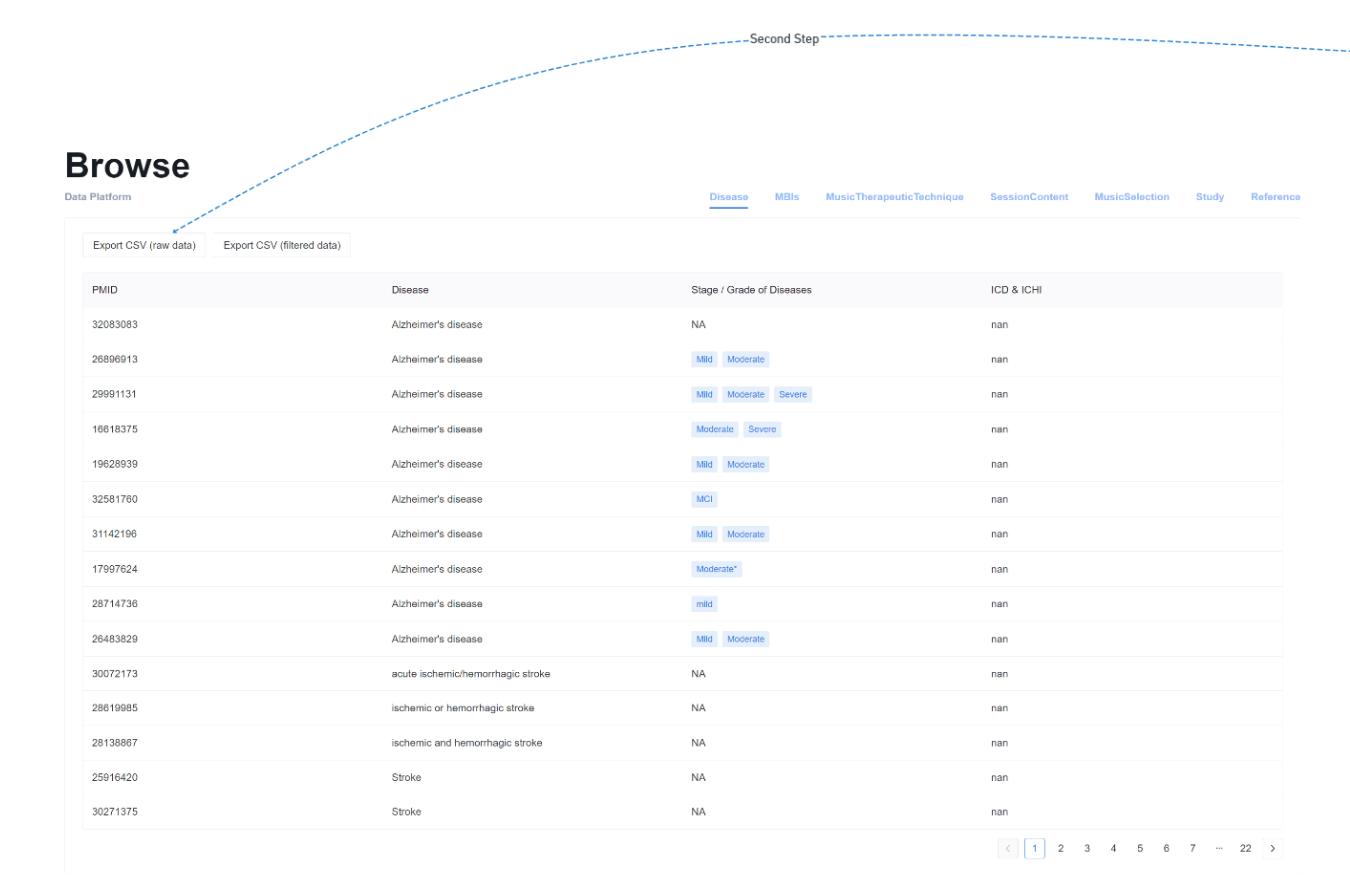 Second Step
Browse
Data Platform
Disease MBIs MusicTherapeuticTechnique SessionContent MusicSelection Study Reference
Export CSV (raw data) Export CSV (filtered data)
PMID Disease Stage / Grade of Diseases ICD & ICHI
32083083 Alzheimer's disease NA nan
26896913 Alzheimer's disease Mild Moderate nan
29991131 Alzheimer's disease Mild Moderate Severe nan
16618375 Alzheimer's disease Moderate Severe nan
19628939 Alzheimer's disease Mild Moderate nan
32581760 Alzheimer's disease MCI nan
31142196 Alzheimer's disease Mild Moderate nan
17997624 Alzheimer's disease Moderate* nan
28714736 Alzheimer's disease mild nan
26483829 Alzheimer's disease Mild Moderate nan
30072173 acute ischemic/hemorrhagic stroke NA nan
28619985 ischemic or hemorrhagic stroke NA nan
28138867 ischemic and hemorrhagic stroke NA nan
25916420 Stroke NA nan
30271375 Stroke NA nan
< 1 2 3 4 5 6 7 ··· 22 >